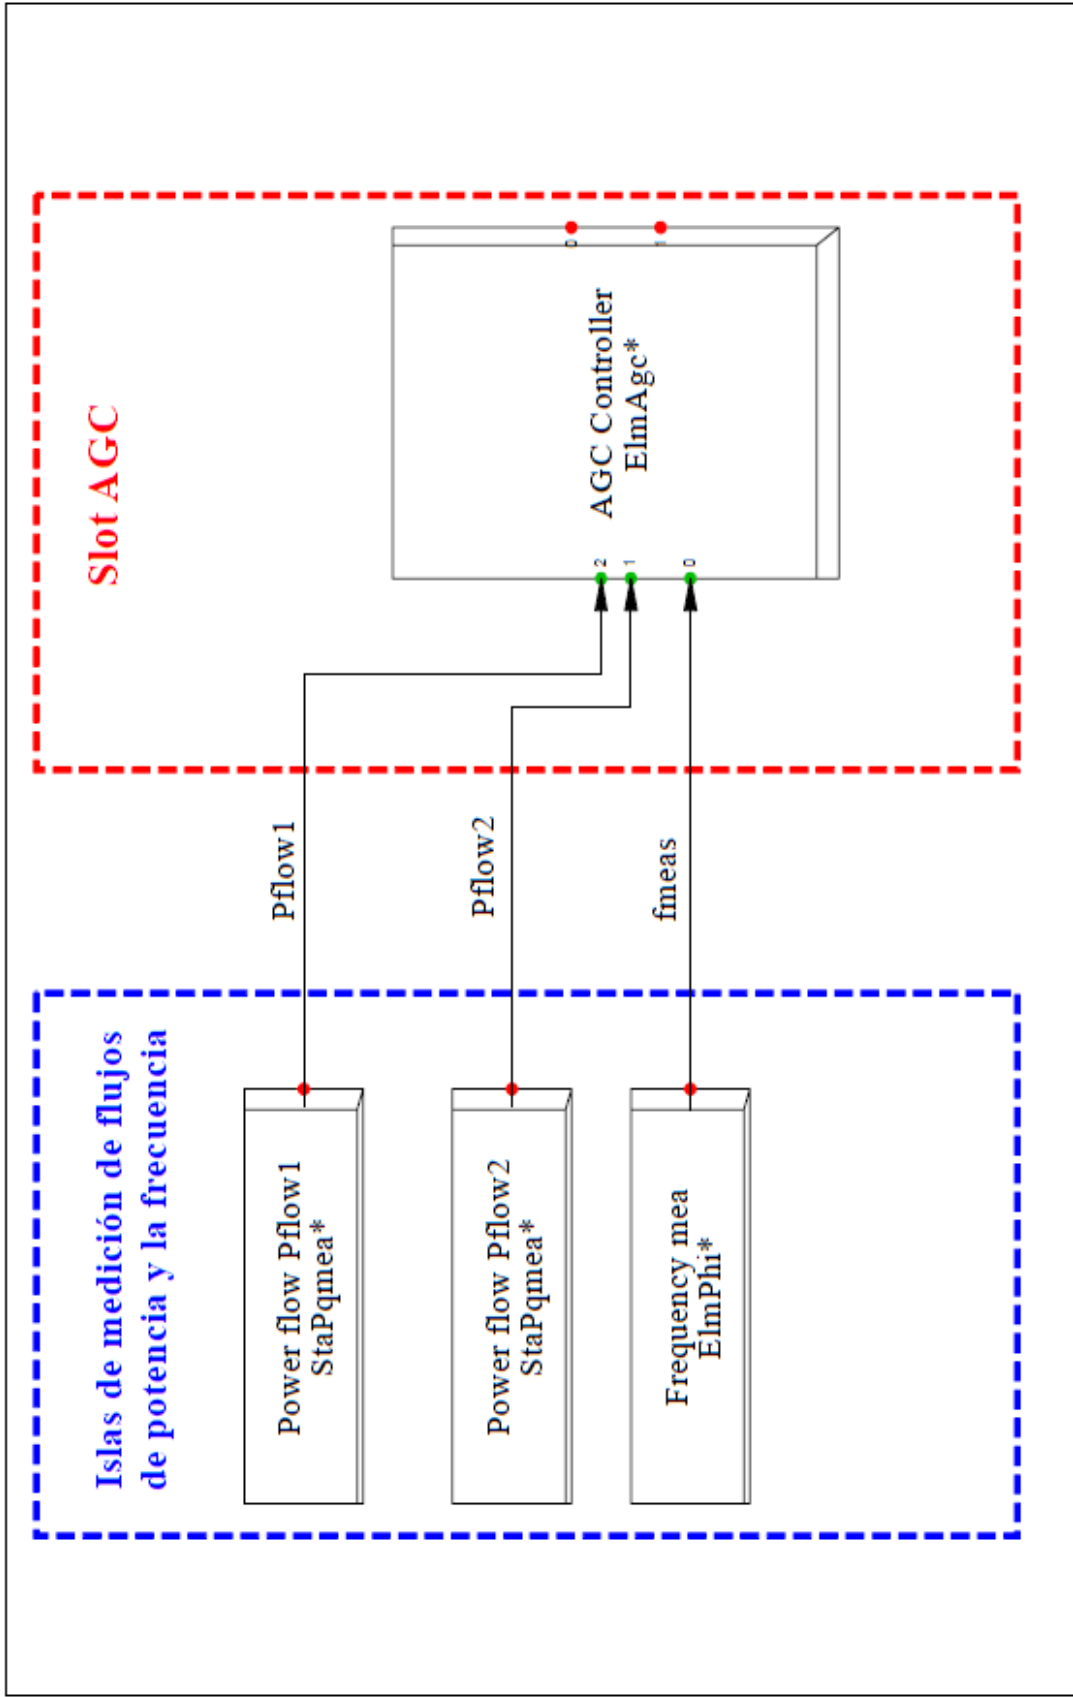 Islas de medición de flujos
de potencia y la frecuencia
Power flow Pflow1
StaPqmea*
Power flow Pflow2
StaPqmea*
Frequency mea
ElmPhi*
Pflow1
Pflow2
fmeas
Slot AGC
2
1
0
AGC Controller
ElmAgc*
0
1